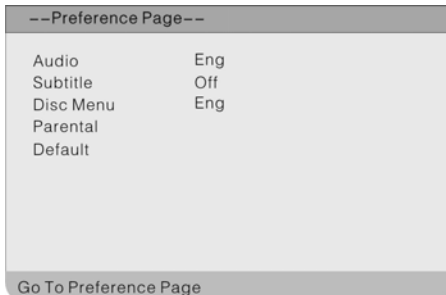 --Preference Page--
Audio Eng
Subtitle Off
Disc Menu Eng
Parental
Default
Go To Preference Page